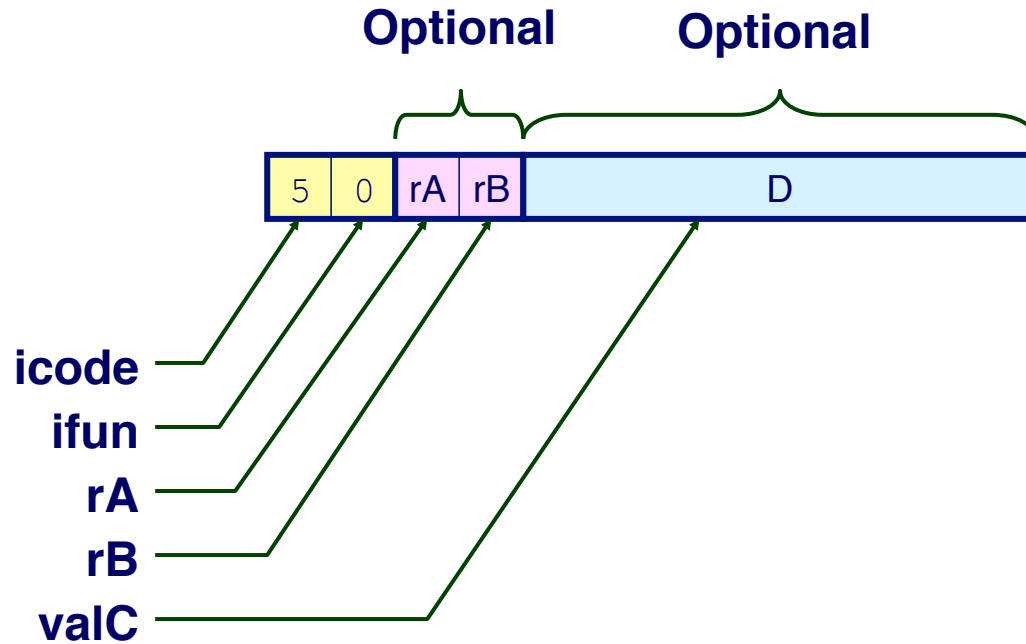 Optional Optional
5 0 rA rB D
icode
ifun
rA
rB
valC